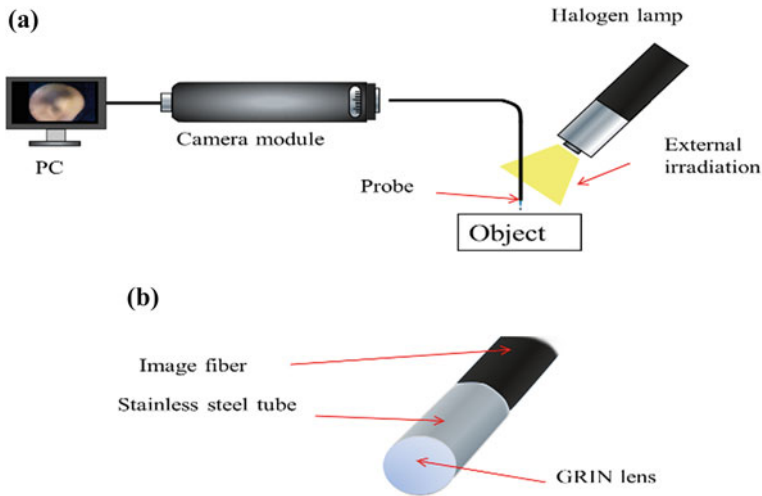 (a)
Halogen lamp
Camera module
PC
External
irradiation
Probe
Object
(b)
Image fiber
Stainless steel tube
GRIN lens